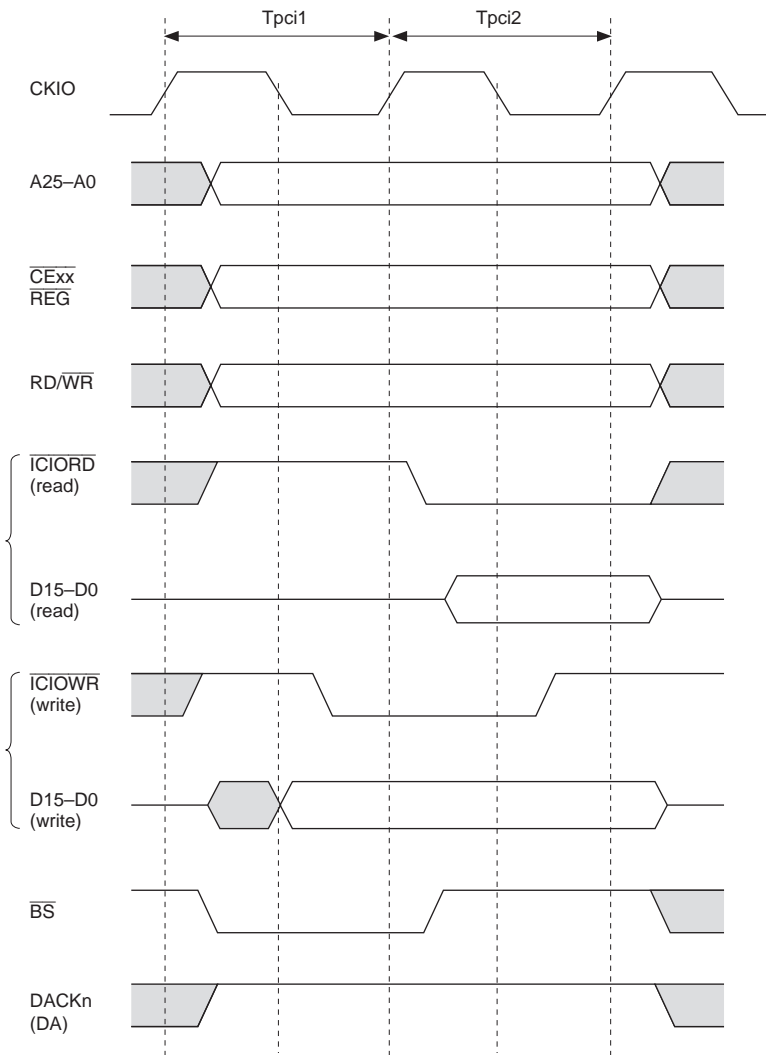 Tpci1 Tpci2
CKIO
A25–A0
CExx
REG
RD/WR
ICIORD
(read)
D15–D0
(read)
ICIOWR
(write)
D15–D0
(write)
BS
DACKn
(DA)